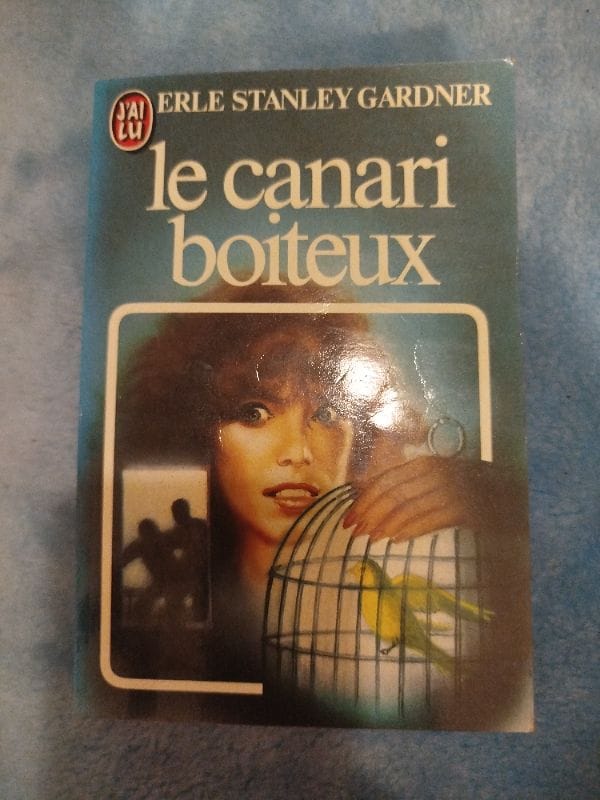 J'AI
LU
ERLE STANLEY GARDNER
le canari
boiteux